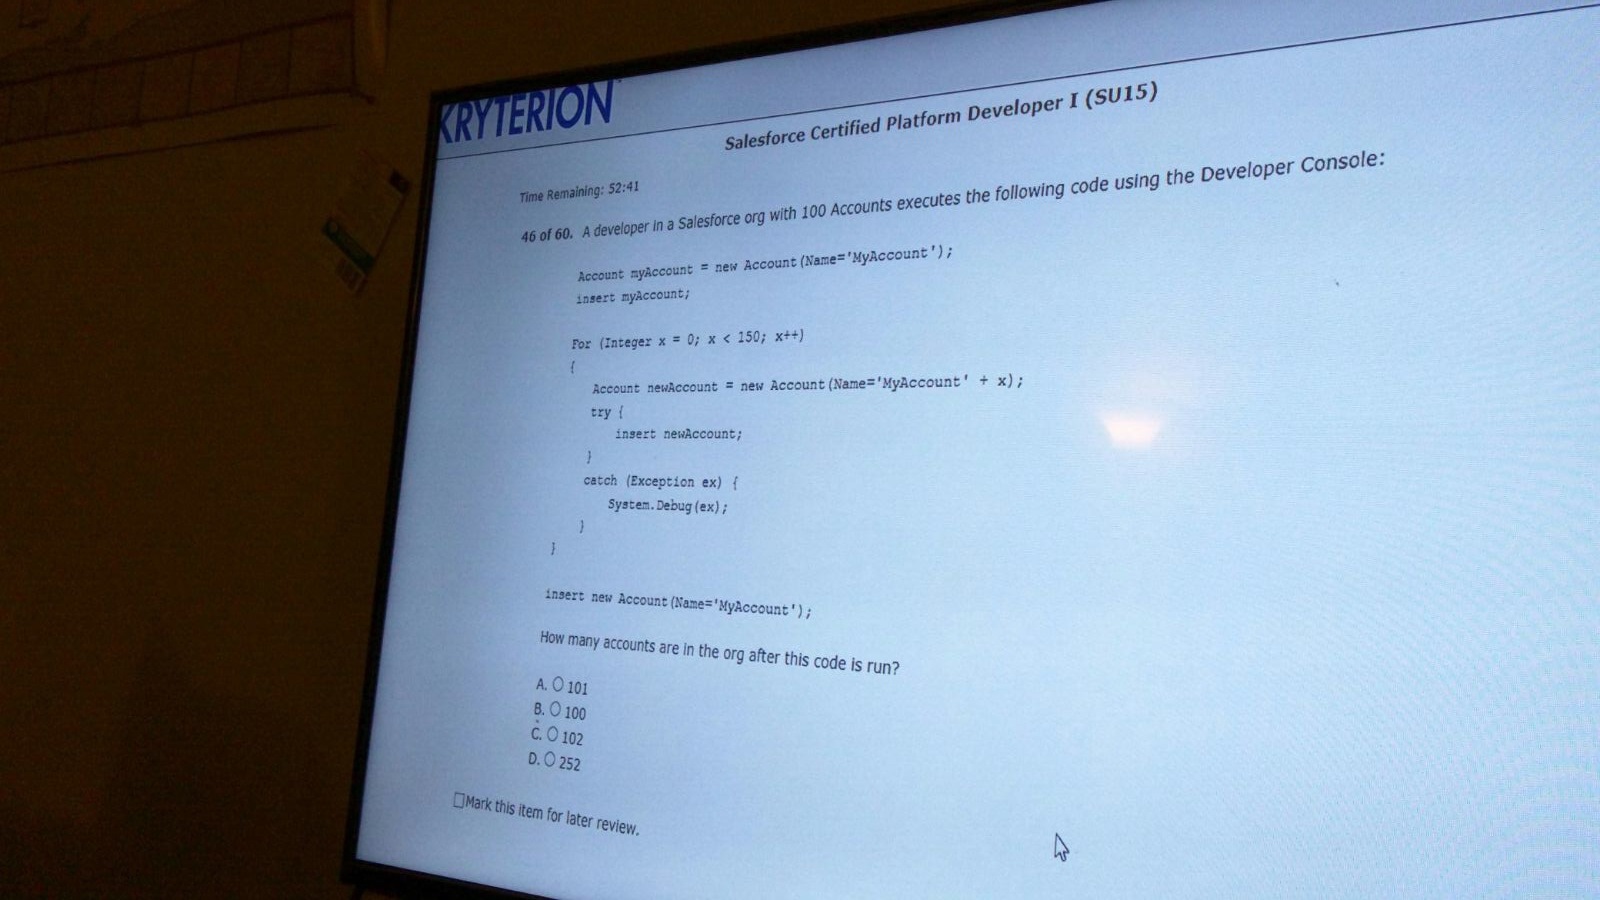 KRYTERION
Salesforce Certified Platform Developer I (SU15)
Time Remaining: 52:41
46 of 60. A developer in a Salesforce org with 100 Accounts executes the following code using the Developer Console:
Account myAccount = new Account(Name='MyAccount');
insert myAccount;
For (Integer x = 0; x < 150; x++)
{
Account newAccount = new Account(Name='MyAccount' + x);
try {
insert newAccount;
}
catch (Exception ex) {
System.Debug(ex);
}
}
insert new Account(Name='MyAccount');
How many accounts are in the org after this code is run?
A. 101
B. 100
C. 102
D. 252
Mark this item for later review.